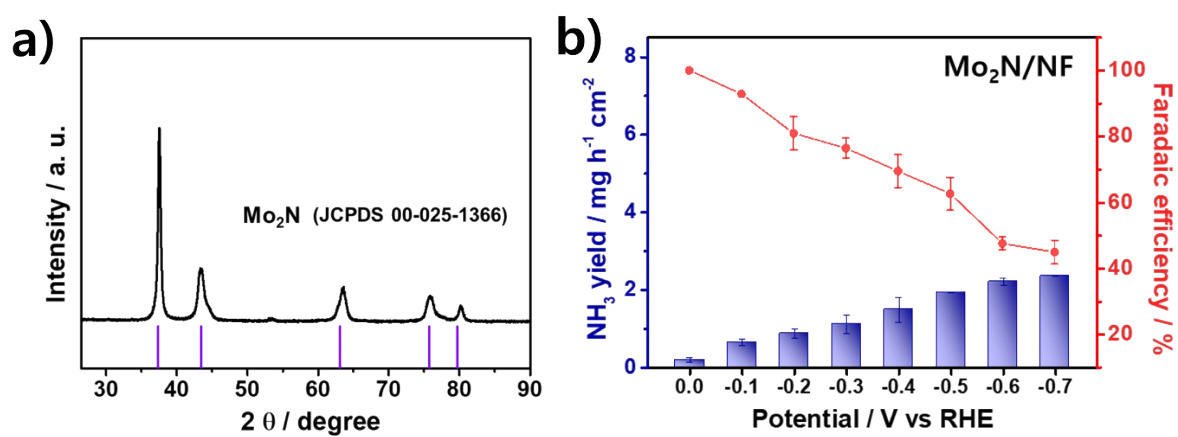 a)
Intensity / a. u.
Mo₂N (JCPDS 00-025-1366)
30 40 50 60 70 80 90
2 θ / degree
b)
Mo₂N/NF
NH₃ yield / mg h⁻¹ cm⁻²
8
6
4
2
0
0.0 -0.1 -0.2 -0.3 -0.4 -0.5 -0.6 -0.7
Potential / V vs RHE
100
80
60
40
20
Faradaic efficiency / %